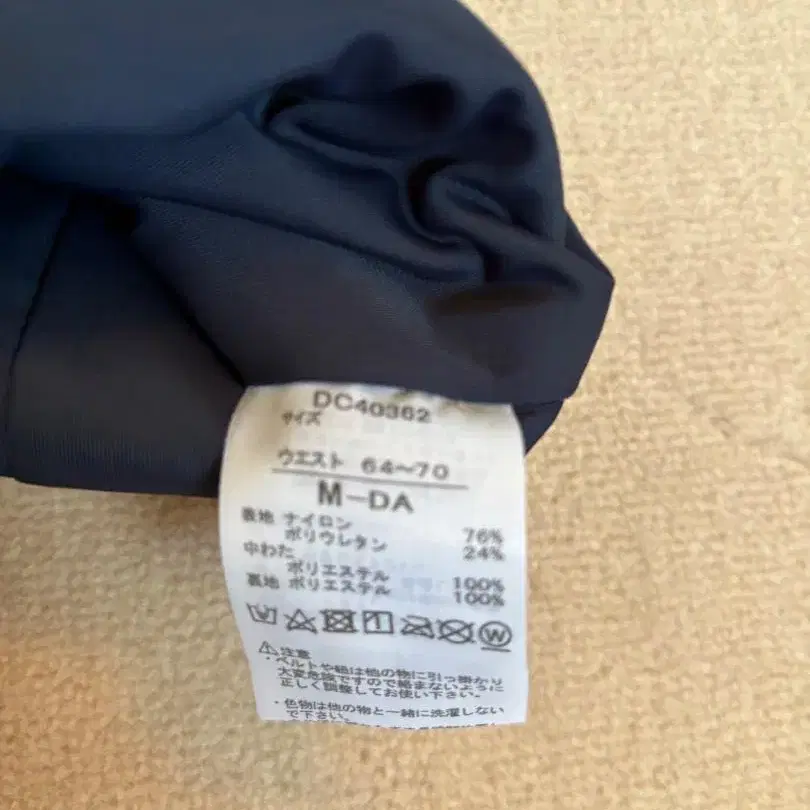 DC40362
サイズ
ウエスト 64~70
M-DA
表地 ナイロン 76%
ポリウレタン 24%
中わた
ポリエステル 100%
裏地 ポリエステル 100%
⚠注意
・ベルトや紐は他の物に引っ掛かり
大変危険ですので絡まないように
正しく調整してお使い下さい。
・色物は他の物と一緒に洗濯しない
で下さい。